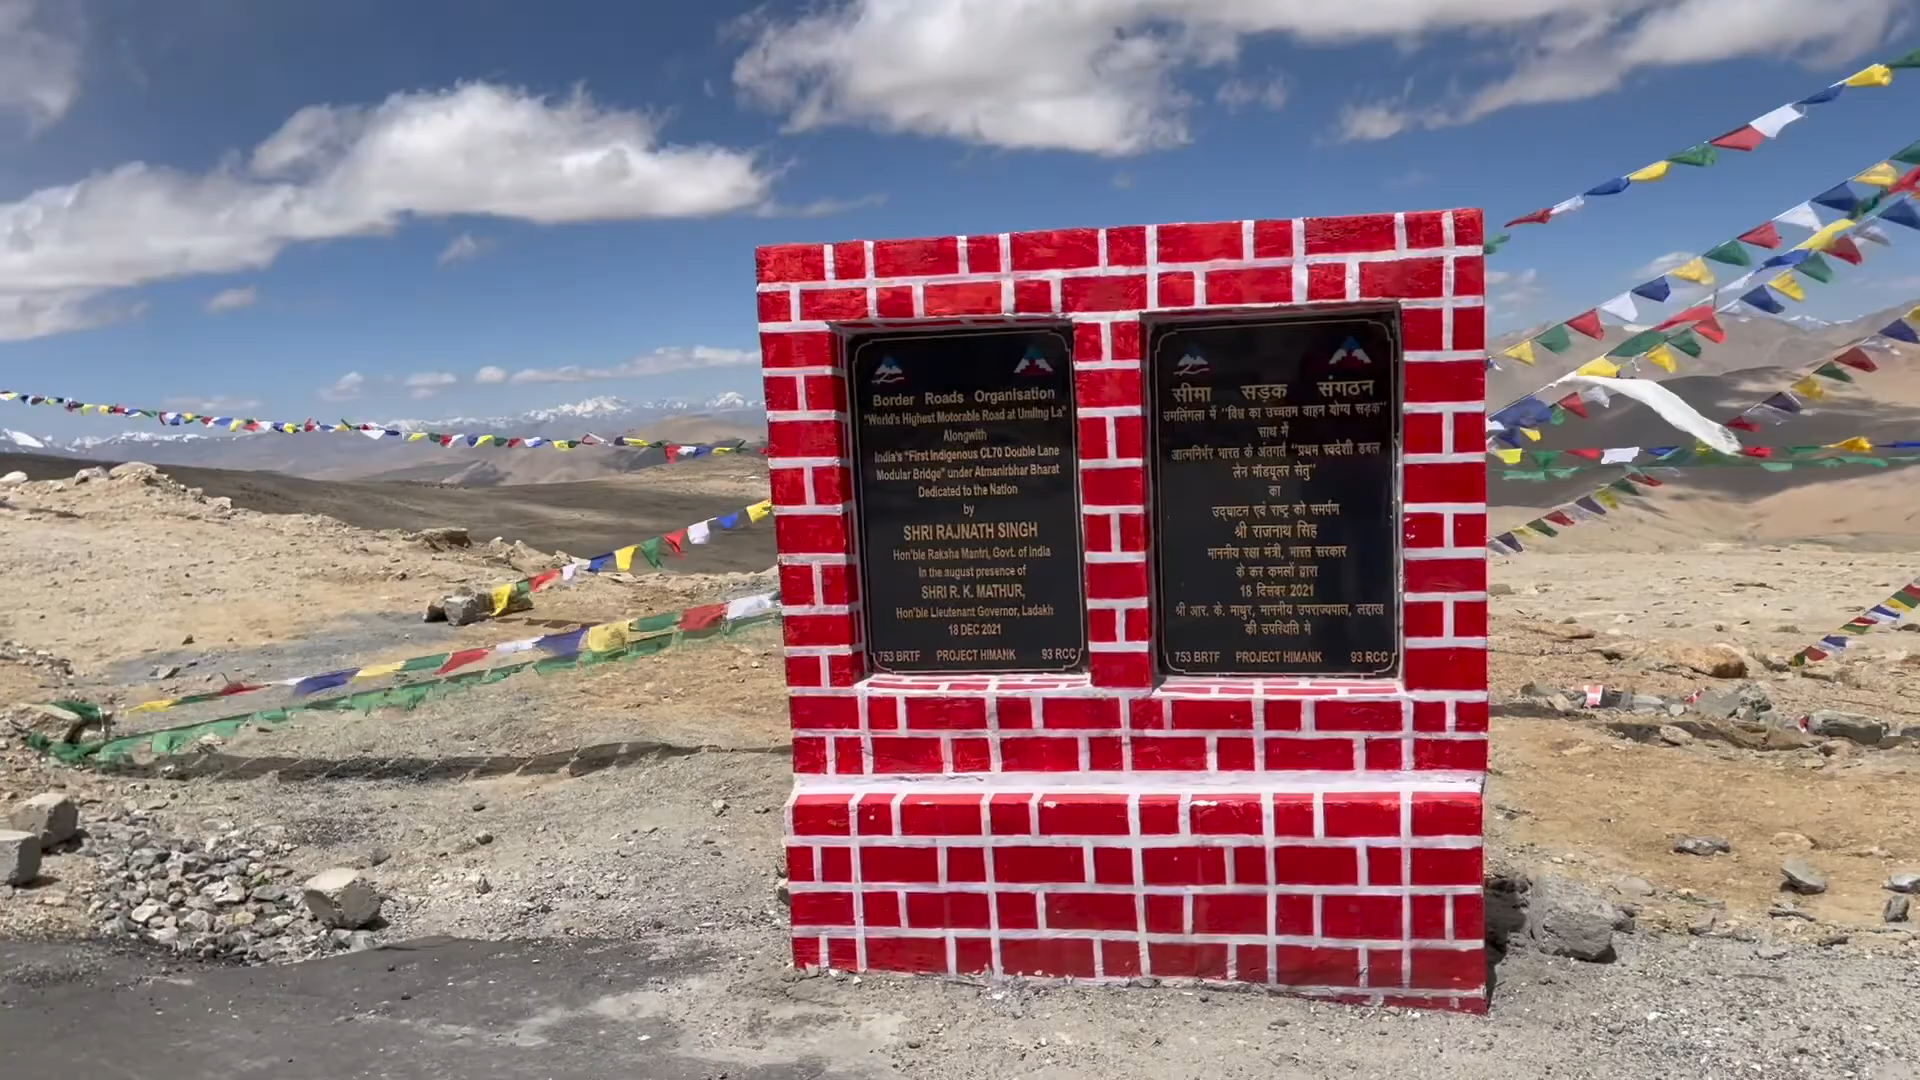 Border Roads Organisation
"World's Highest Motorable Road at Umling La"
Alongwith
India's "First Indigenous CL70 Double Lane
Modular Bridge" under Atmanirbhar Bharat
Dedicated to the Nation
by
SHRI RAJNATH SINGH
Hon'ble Raksha Mantri, Govt. of India
In the august presence of
SHRI R. K. MATHUR,
Hon'ble Lieutenant Governor, Ladakh
18 DEC 2021
753 BRTF PROJECT HIMANK 93 RCC
सीमा सड़क संगठन
उमलिंगला में "विश्व का उच्चतम वाहन योग्य सड़क"
साथ में
आत्मनिर्भर भारत के अंतर्गत "प्रथम स्वदेशी डबल
लेन मॉडयूलर सेतु"
का
उद्घाटन एवं राष्ट्र को समर्पण
श्री राजनाथ सिंह
माननीय रक्षा मंत्री, भारत सरकार
के कर कमलों द्वारा
18 दिसंबर 2021
श्री आर. के. माथुर, माननीय उपराज्यपाल, लद्दाख
की उपस्थिति मे
753 BRTF PROJECT HIMANK 93 RCC